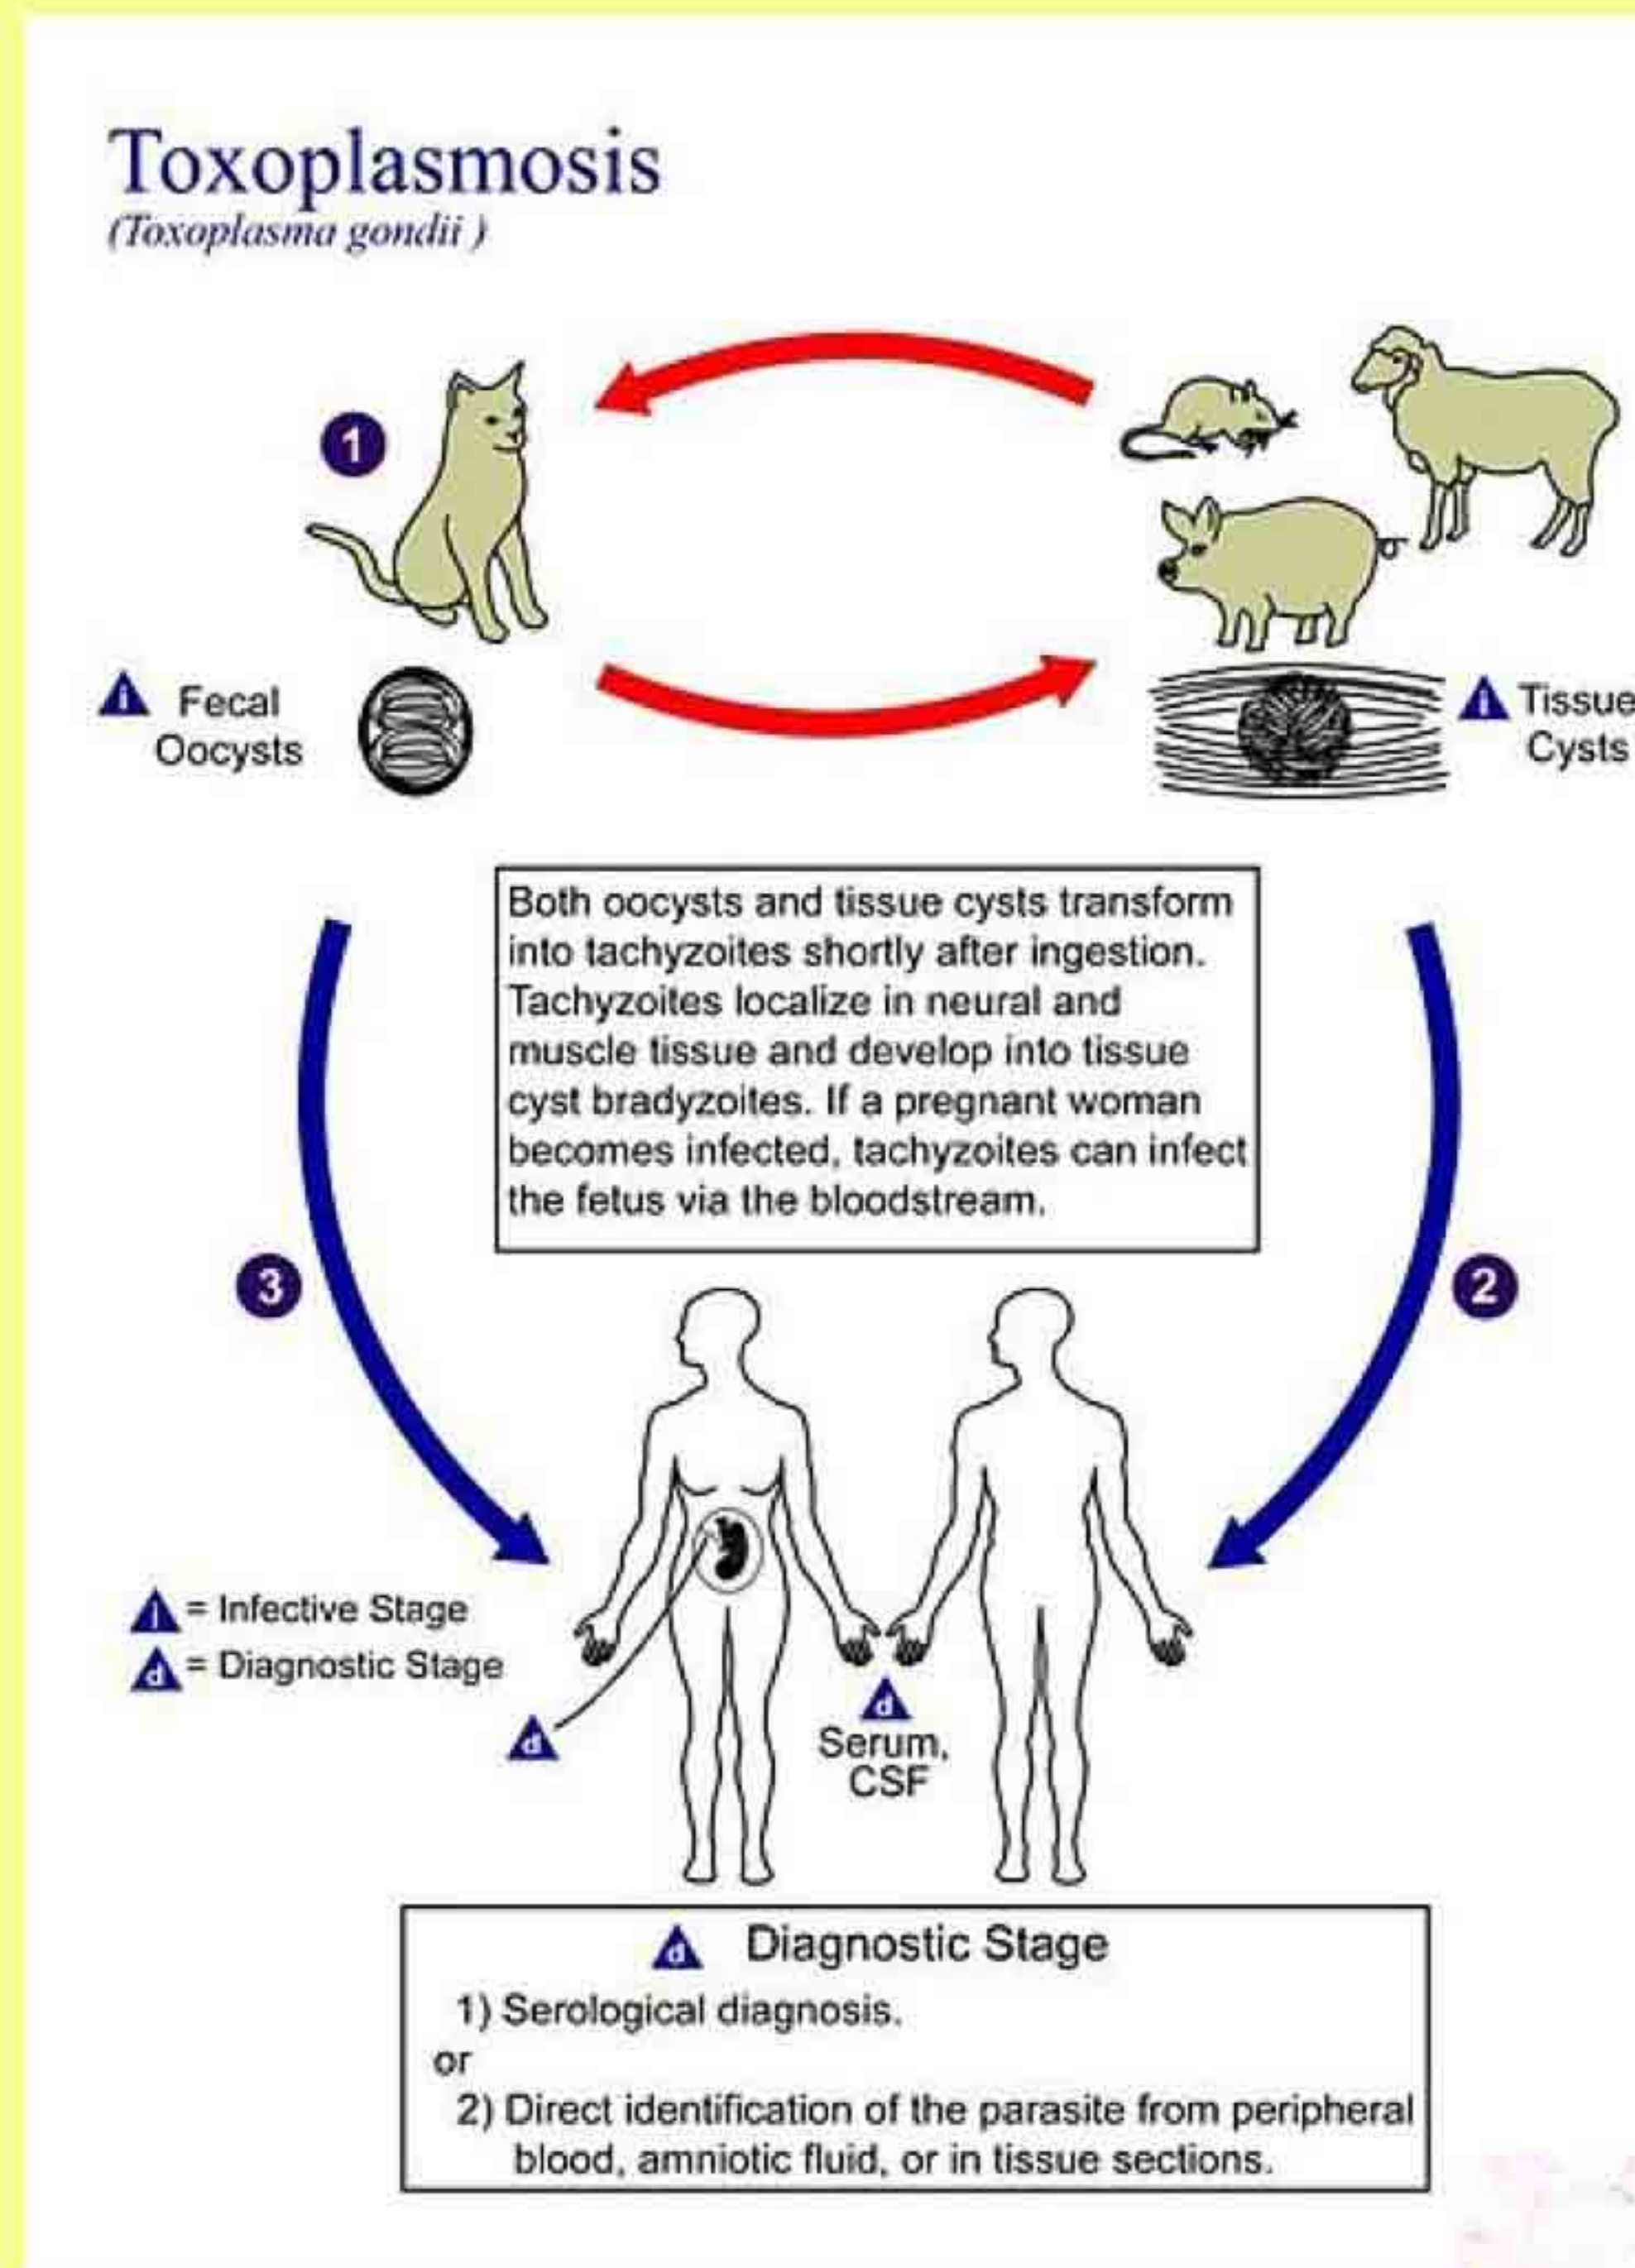 Toxoplasmosis
(Toxoplasma gondii )
1
i Fecal
Oocysts
i Tissue
Cysts
Both oocysts and tissue cysts transform
into tachyzoites shortly after ingestion.
Tachyzoites localize in neural and
muscle tissue and develop into tissue
cyst bradyzoites. If a pregnant woman
becomes infected, tachyzoites can infect
the fetus via the bloodstream.
3
2
i = Infective Stage
d = Diagnostic Stage
d
d
Serum,
CSF
d Diagnostic Stage
1) Serological diagnosis.
or
2) Direct identification of the parasite from peripheral
blood, amniotic fluid, or in tissue sections.